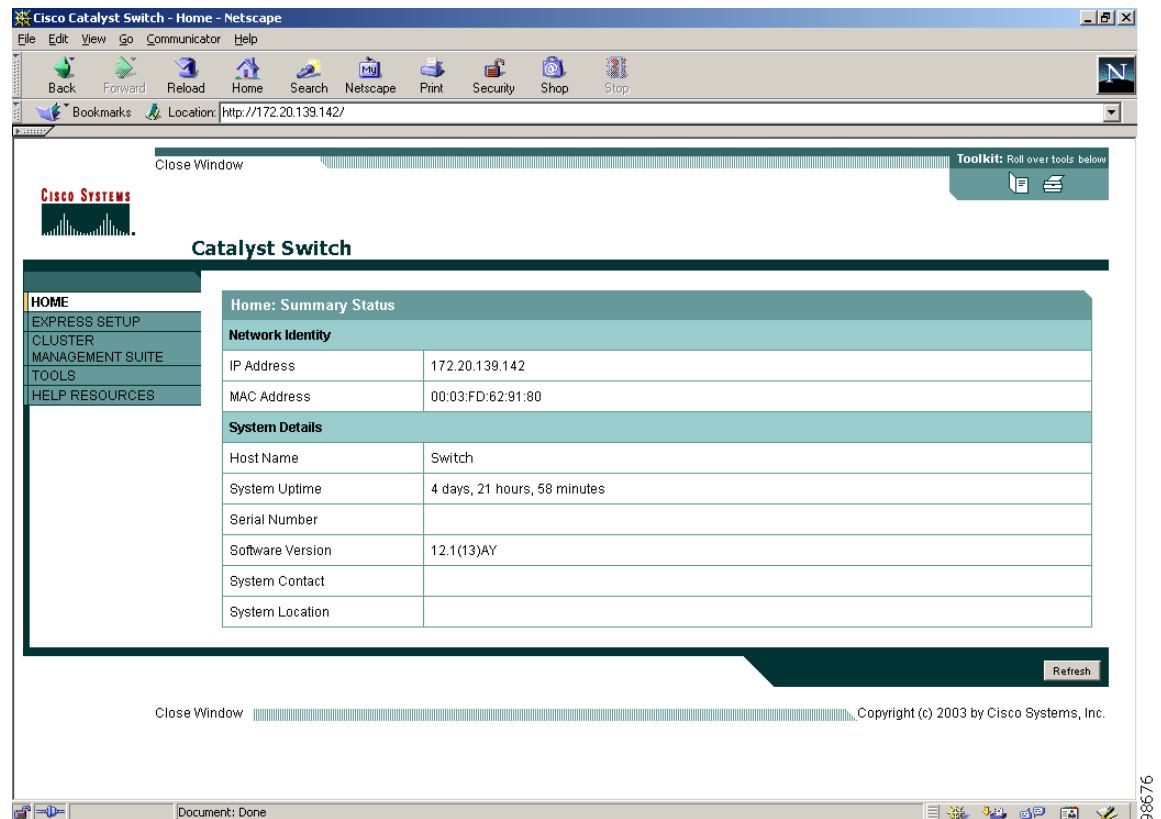 Cisco Catalyst Switch - Home - Netscape
File Edit View Go Communicator Help
My
N
Back Forward Reload Home Search Netscape Print Security Shop Stop
Bookmarks Location: http://172.20.139.142/
Close Window
Toolkit: Roll over tools below
CISCO SYSTEMS
Catalyst Switch
HOME
EXPRESS SETUP
CLUSTER
MANAGEMENT SUITE
TOOLS
HELP RESOURCES
Home: Summary Status
Network Identity
IP Address 172.20.139.142
MAC Address 00:03:FD:62:91:80
System Details
Host Name Switch
System Uptime 4 days, 21 hours, 58 minutes
Serial Number
Software Version 12.1(13)AY
System Contact
System Location
Refresh
Close Window
Copyright (c) 2003 by Cisco Systems, Inc.
Document: Done
98676